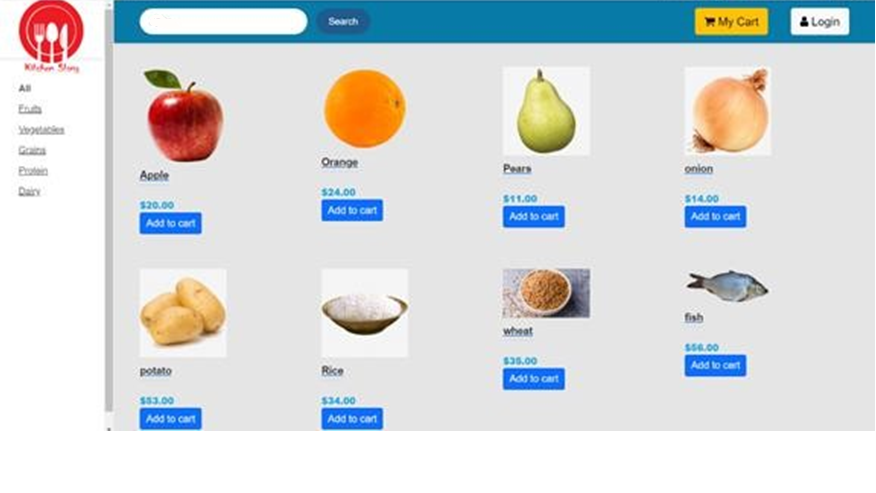 Search
My Cart
Login
Kitchen Story
All
Fruits
Vegetables
Grains
Protein
Dairy
Apple
$20.00
Add to cart
Orange
$24.00
Add to cart
Pears
$11.00
Add to cart
onion
$14.00
Add to cart
potato
$53.00
Add to cart
Rice
$34.00
Add to cart
wheat
$35.00
Add to cart
fish
$56.00
Add to cart